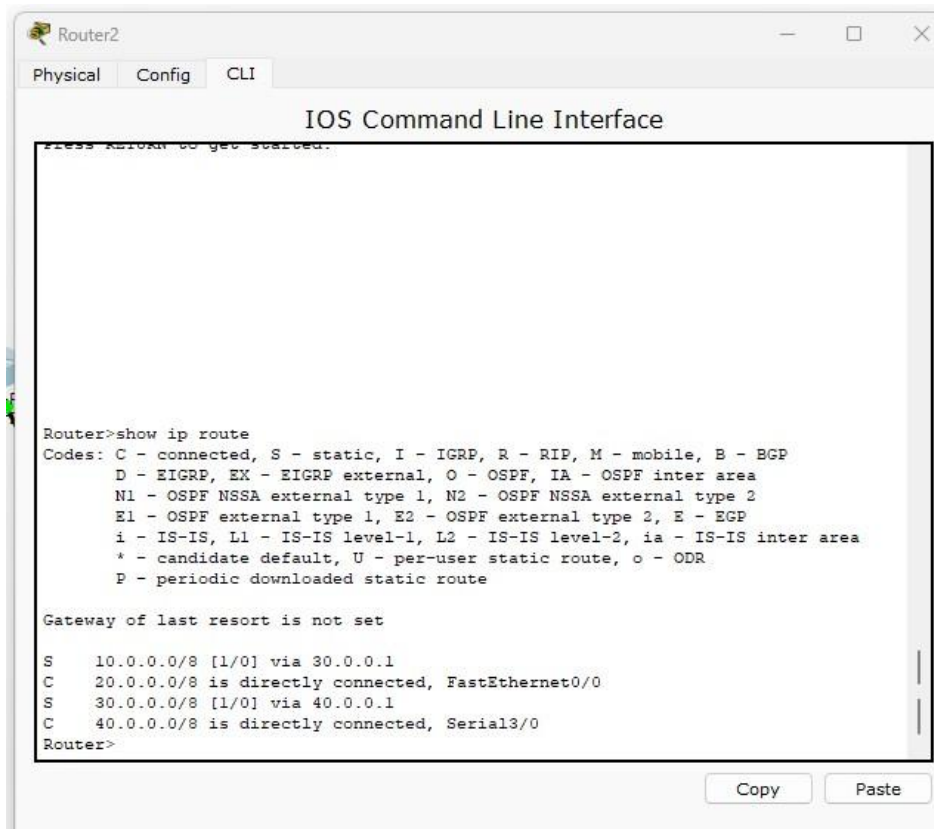 Router2
Physical Config CLI
IOS Command Line Interface
Press RETURN to get started.
Router>show ip route
Codes: C - connected, S - static, I - IGRP, R - RIP, M - mobile, B - BGP
D - EIGRP, EX - EIGRP external, O - OSPF, IA - OSPF inter area
N1 - OSPF NSSA external type 1, N2 - OSPF NSSA external type 2
E1 - OSPF external type 1, E2 - OSPF external type 2, E - EGP
i - IS-IS, L1 - IS-IS level-1, L2 - IS-IS level-2, ia - IS-IS inter area
* - candidate default, U - per-user static route, o - ODR
P - periodic downloaded static route
Gateway of last resort is not set
S 10.0.0.0/8 [1/0] via 30.0.0.1
C 20.0.0.0/8 is directly connected, FastEthernet0/0
S 30.0.0.0/8 [1/0] via 40.0.0.1
C 40.0.0.0/8 is directly connected, Serial3/0
Router>
Copy Paste